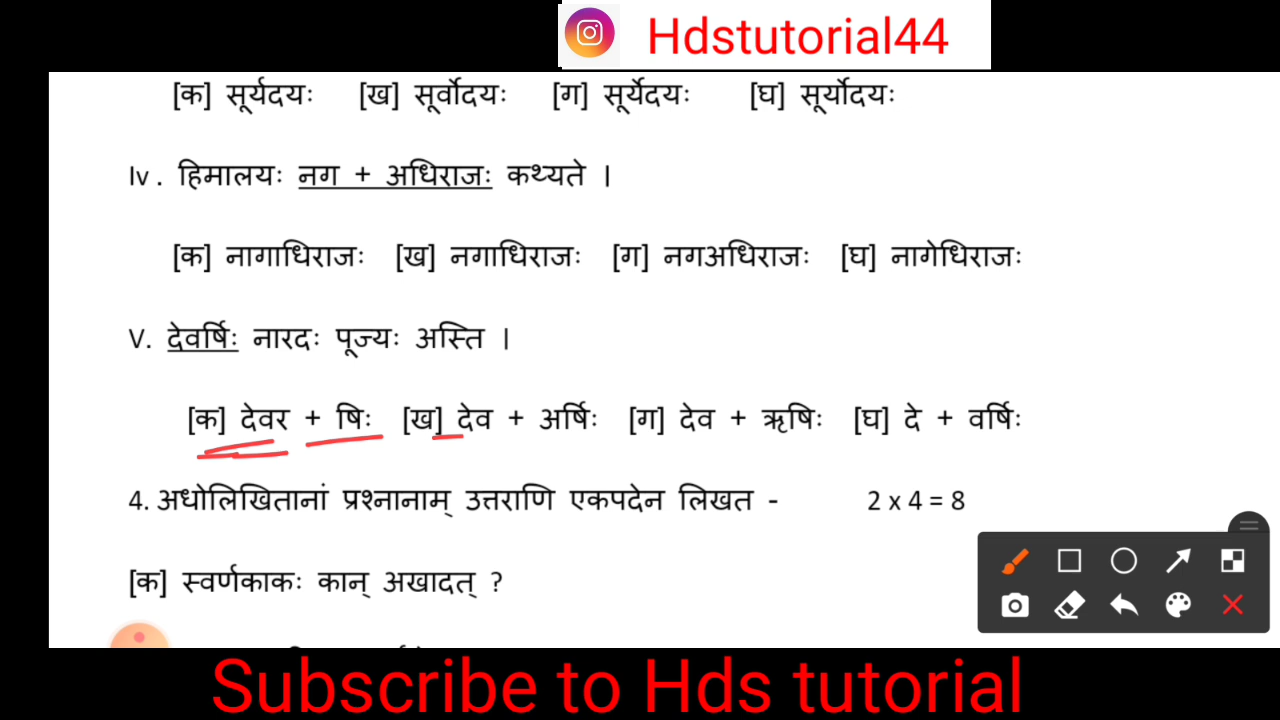 Hdstutorial44
[क] सूर्यदयः [ख] सूर्वोदयः [ग] सूर्येदयः [घ] सूर्योदयः
Iv . हिमालयः नग + अधिराजः कथ्यते ।
[क] नागाधिराजः [ख] नगाधिराजः [ग] नगअधिराजः [घ] नागेधिराजः
V. देवर्षिः नारदः पूज्यः अस्ति ।
[क] देवर + षिः [ख] देव + अर्षिः [ग] देव + ऋषिः [घ] दे + वर्षिः
4. अधोलिखितानां प्रश्नानाम् उत्तराणि एकपदेन लिखत - 2 x 4 = 8
[क] स्वर्णकाकः कान् अखादत् ?
Subscribe to Hds tutorial